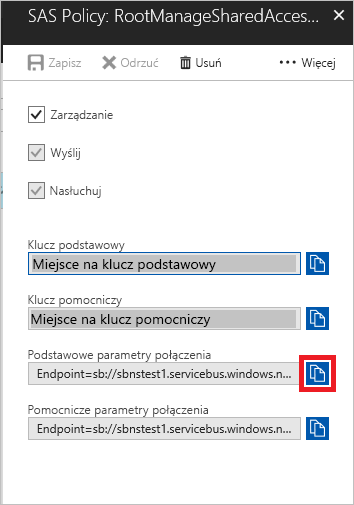 SAS Policy: RootManageSharedAcces...
Zapisz Odrzuć Usuń ··· Więcej
Zarządzanie
Wyślij
Nasłuchuj
Klucz podstawowy
Miejsce na klucz podstawowy
Klucz pomocniczy
Miejsce na klucz pomocniczy
Podstawowe parametry połączenia
Endpoint=sb://sbnstest1.servicebus.windows.n...
Pomocnicze parametry połączenia
Endpoint=sb://sbnstest1.servicebus.windows.n...